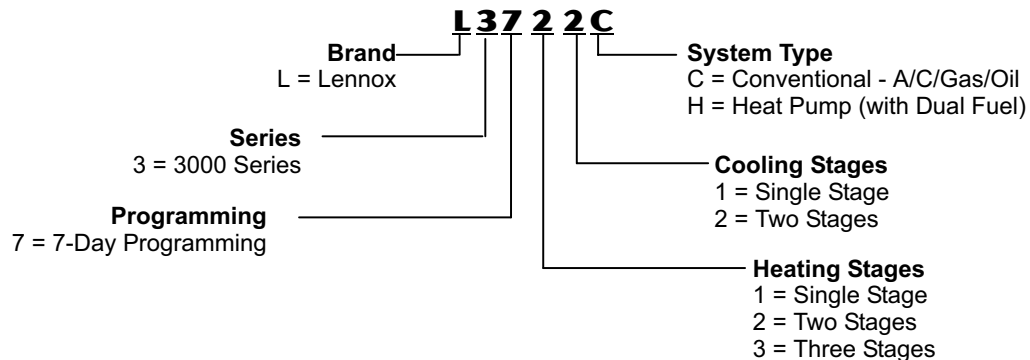 L3722C
Brand
L = Lennox
Series
3 = 3000 Series
Programming
7 = 7-Day Programming
System Type
C = Conventional - A/C/Gas/Oil
H = Heat Pump (with Dual Fuel)
Cooling Stages
1 = Single Stage
2 = Two Stages
Heating Stages
1 = Single Stage
2 = Two Stages
3 = Three Stages